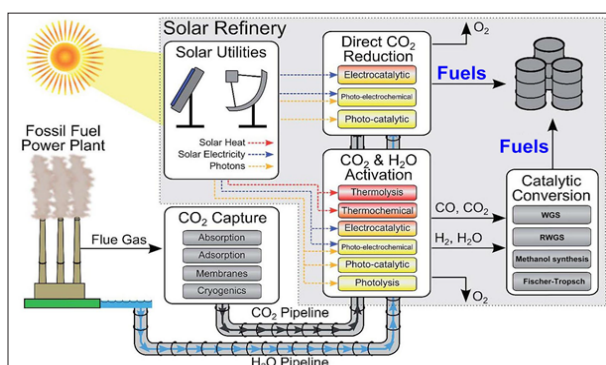 Solar Refinery
Solar Utilities
Solar Heat
Solar Electricity
Photons
Direct CO₂
Reduction
Electrocatalytic
Photo-electrochemical
Photo-catalytic
O₂
Fuels
Fossil Fuel
Power Plant
Flue Gas
CO₂ Capture
Absorption
Adsorption
Membranes
Cryogenics
CO₂ & H₂O
Activation
Thermolysis
Thermochemical
Electrocatalytic
Photo-electrochemical
Photo-catalytic
Photolysis
CO, CO₂
H₂, H₂O
O₂
Fuels
Catalytic
Conversion
WGS
RWGS
Methanol synthesis
Fischer-Tropsch
CO₂ Pipeline
H₂O Pipeline